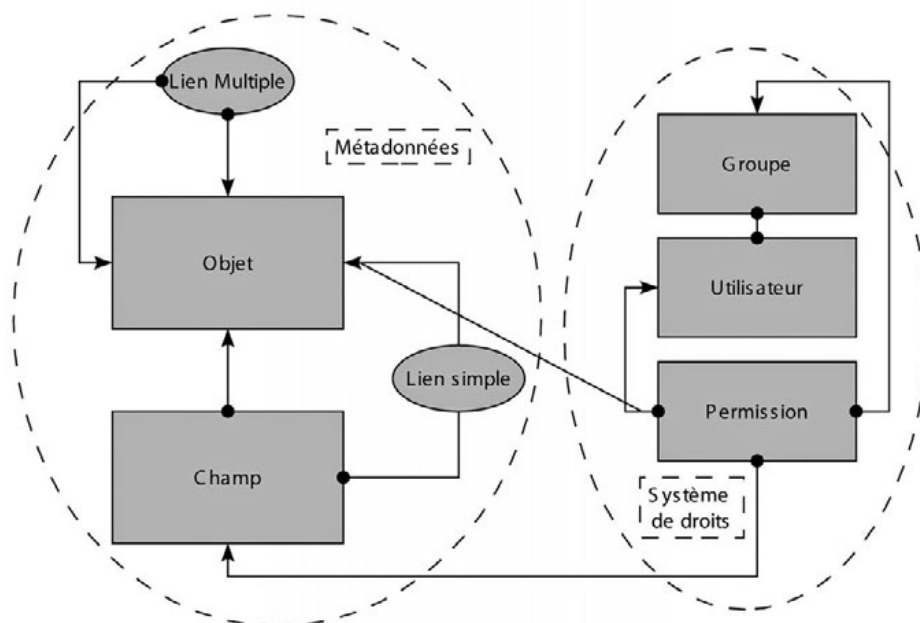 Lien Multiple
Métadonnées
Objet
Lien simple
Champ
Groupe
Utilisateur
Permission
Système
de droits